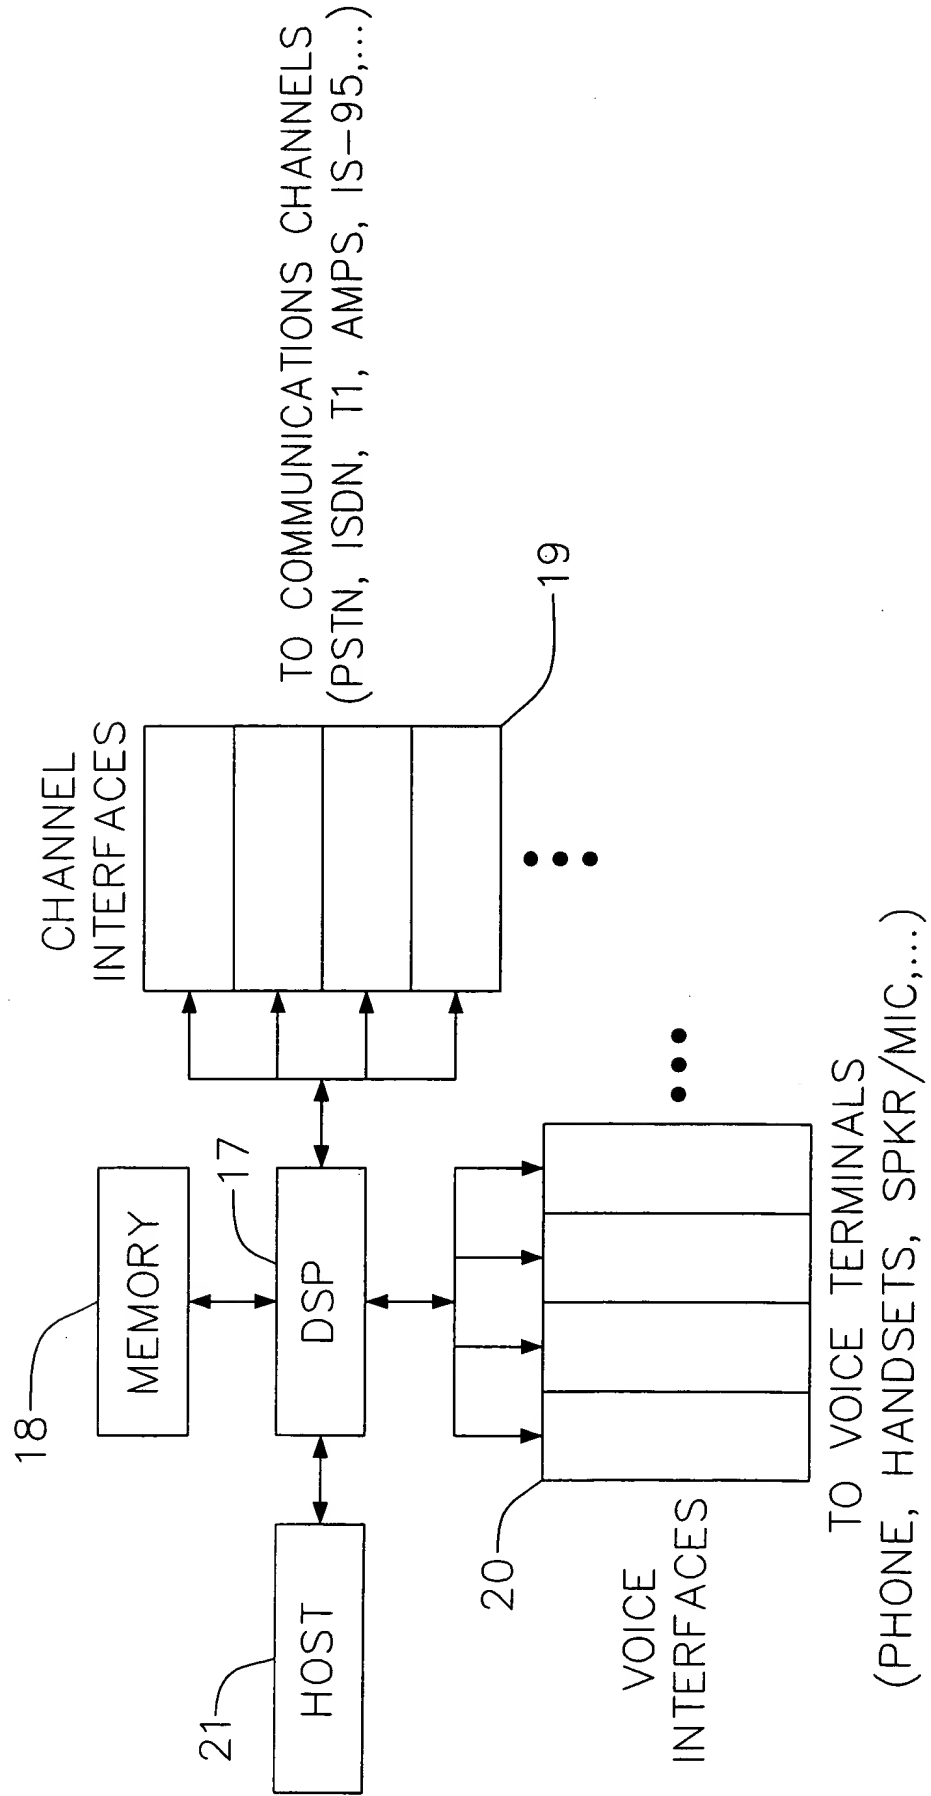 18
MEMORY
CHANNEL
INTERFACES
17
21
HOST
DSP
TO COMMUNICATIONS CHANNELS
(PSTN, ISDN, T1, AMPS, IS-95,....)
19
20
VOICE
INTERFACES
TO VOICE TERMINALS
(PHONE, HANDSETS, SPKR/MIC,....)